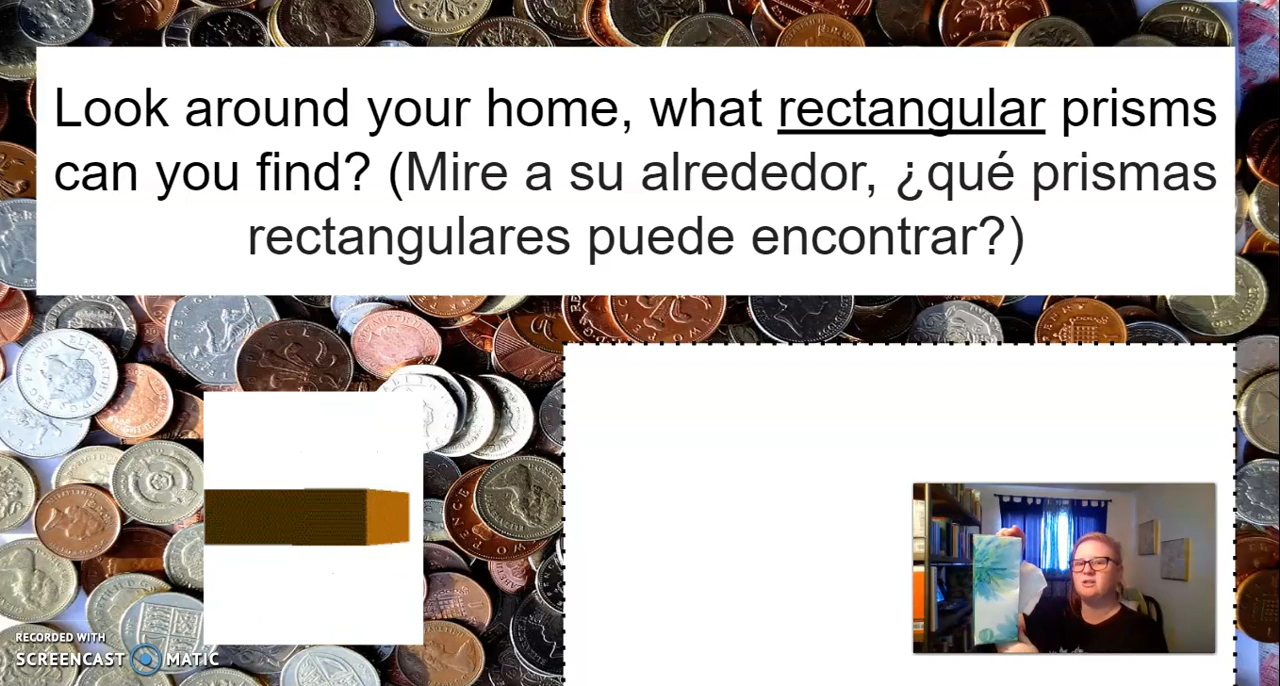 Look around your home, what rectangular prisms
can you find? (Mire a su alrededor, ¿qué prismas
rectangulares puede encontrar?)
RECORDED WITH
SCREENCAST MATIC